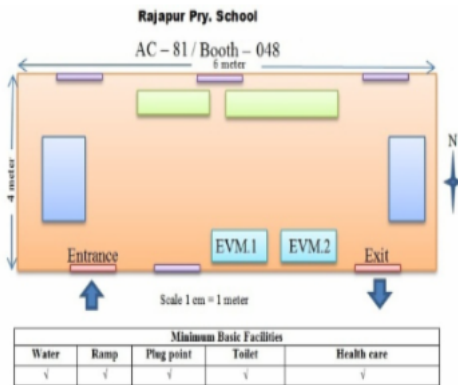 Rajapur Pry. School
AC – 81 / Booth – 048
6 meter
4 meter
N
EVM.1 EVM.2
Entrance Exit
Scale 1 cm = 1 meter
Minimum Basic Facilities
Water Ramp Plug point Toilet Health care
√ √ √ √ √